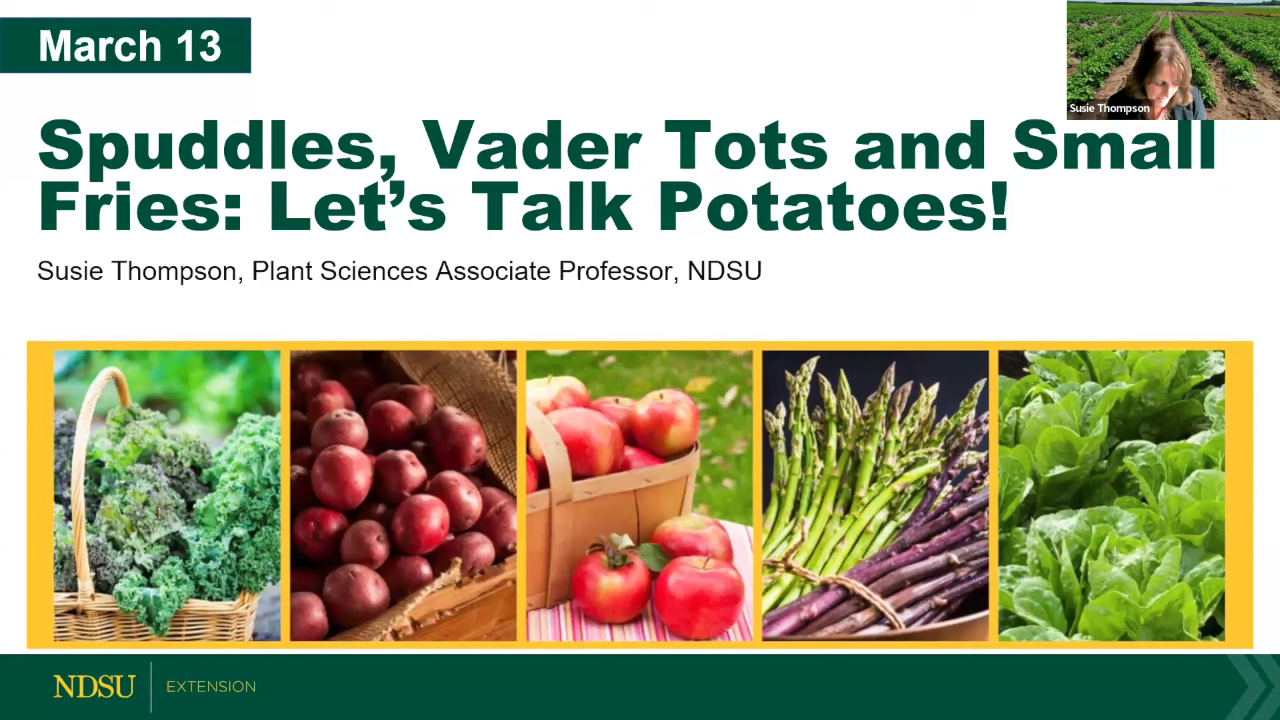 March 13
Susie Thompson
Spuddles, Vader Tots and Small
Fries: Let’s Talk Potatoes!
Susie Thompson, Plant Sciences Associate Professor, NDSU
NDSU
EXTENSION